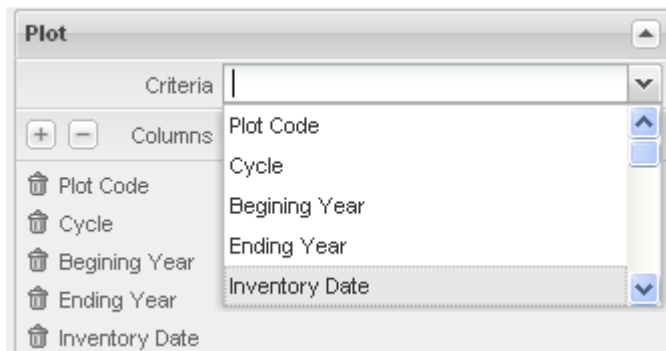 Plot
Criteria
Plot Code
Cycle
Begining Year
Ending Year
Inventory Date
Columns
Plot Code
Cycle
Begining Year
Ending Year
Inventory Date